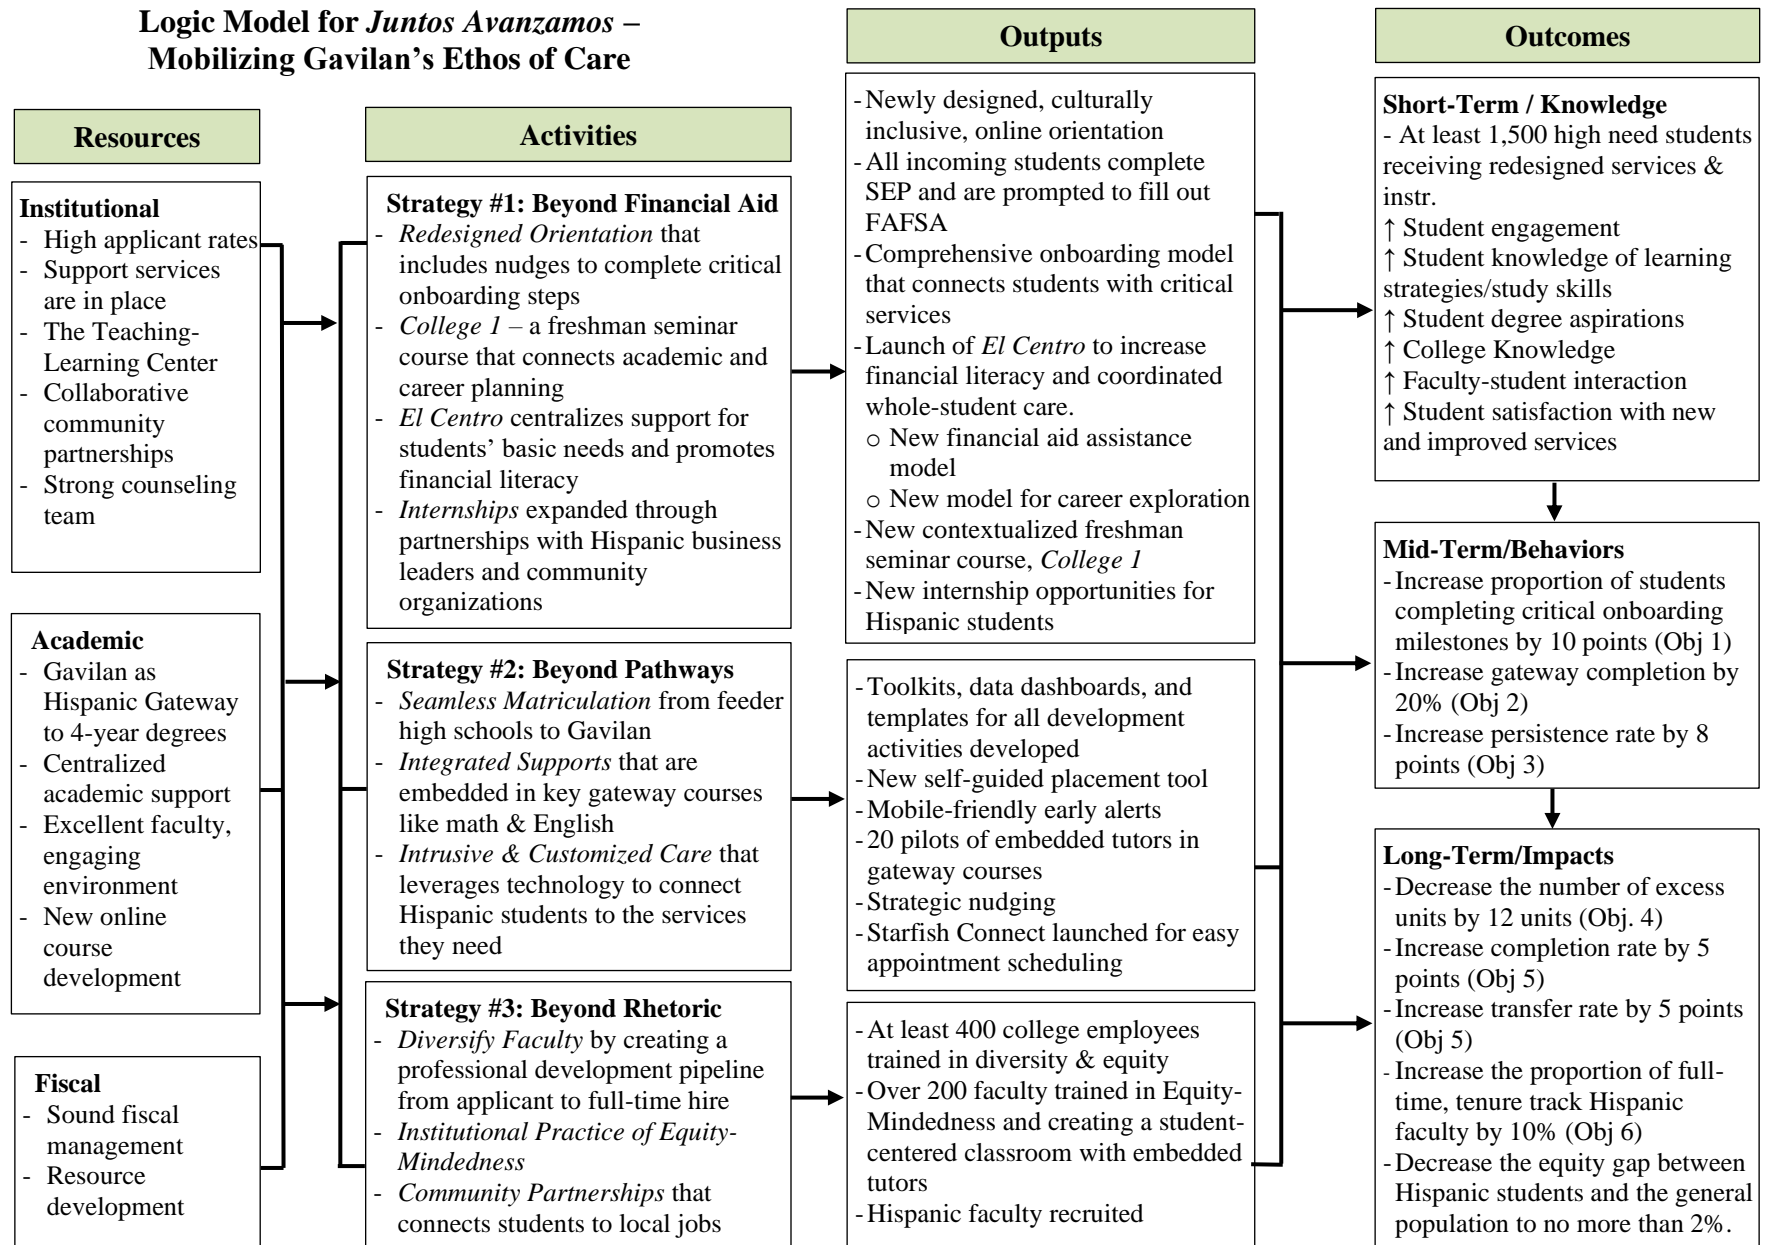 Logic Model for Juntos Avanzamos –
Mobilizing Gavilan's Ethos of Care
Resources
Institutional
- High applicant rates
- Support services
are in place
- The Teaching-
Learning Center
- Collaborative
community
partnerships
- Strong counseling
team
Academic
- Gavilan as
Hispanic Gateway
to 4-year degrees
- Centralized
academic support
- Excellent faculty,
engaging
environment
- New online
course
development
Fiscal
- Sound fiscal
management
- Resource
development
Activities
Strategy #1: Beyond Financial Aid
- Redesigned Orientation that
includes nudges to complete critical
onboarding steps
- College 1 – a freshman seminar
course that connects academic and
career planning
- El Centro centralizes support for
students' basic needs and promotes
financial literacy
- Internships expanded through
partnerships with Hispanic business
leaders and community
organizations
Strategy #2: Beyond Pathways
- Seamless Matriculation from feeder
high schools to Gavilan
- Integrated Supports that are
embedded in key gateway courses
like math & English
- Intrusive & Customized Care that
leverages technology to connect
Hispanic students to the services
they need
Strategy #3: Beyond Rhetoric
- Diversify Faculty by creating a
professional development pipeline
from applicant to full-time hire
- Institutional Practice of Equity-
Mindedness
- Community Partnerships that
connects students to local jobs
Outputs
- Newly designed, culturally
inclusive, online orientation
- All incoming students complete
SEP and are prompted to fill out
FAFSA
- Comprehensive onboarding model
that connects students with critical
services
- Launch of El Centro to increase
financial literacy and coordinated
whole-student care.
o New financial aid assistance
model
o New model for career exploration
- New contextualized freshman
seminar course, College 1
- New internship opportunities for
Hispanic students
- Toolkits, data dashboards, and
templates for all development
activities developed
- New self-guided placement tool
- Mobile-friendly early alerts
- 20 pilots of embedded tutors in
gateway courses
- Strategic nudging
- Starfish Connect launched for easy
appointment scheduling
- At least 400 college employees
trained in diversity & equity
- Over 200 faculty trained in Equity-
Mindedness and creating a student-
centered classroom with embedded
tutors
- Hispanic faculty recruited
Outcomes
Short-Term / Knowledge
- At least 1,500 high need students
receiving redesigned services &
instr.
↑ Student engagement
↑ Student knowledge of learning
strategies/study skills
↑ Student degree aspirations
↑ College Knowledge
↑ Faculty-student interaction
↑ Student satisfaction with new
and improved services
Mid-Term/Behaviors
- Increase proportion of students
completing critical onboarding
milestones by 10 points (Obj 1)
- Increase gateway completion by
20% (Obj 2)
- Increase persistence rate by 8
points (Obj 3)
Long-Term/Impacts
- Decrease the number of excess
units by 12 units (Obj. 4)
- Increase completion rate by 5
points (Obj 5)
- Increase transfer rate by 5 points
(Obj 5)
- Increase the proportion of full-
time, tenure track Hispanic
faculty by 10% (Obj 6)
- Decrease the equity gap between
Hispanic students and the general
population to no more than 2%.